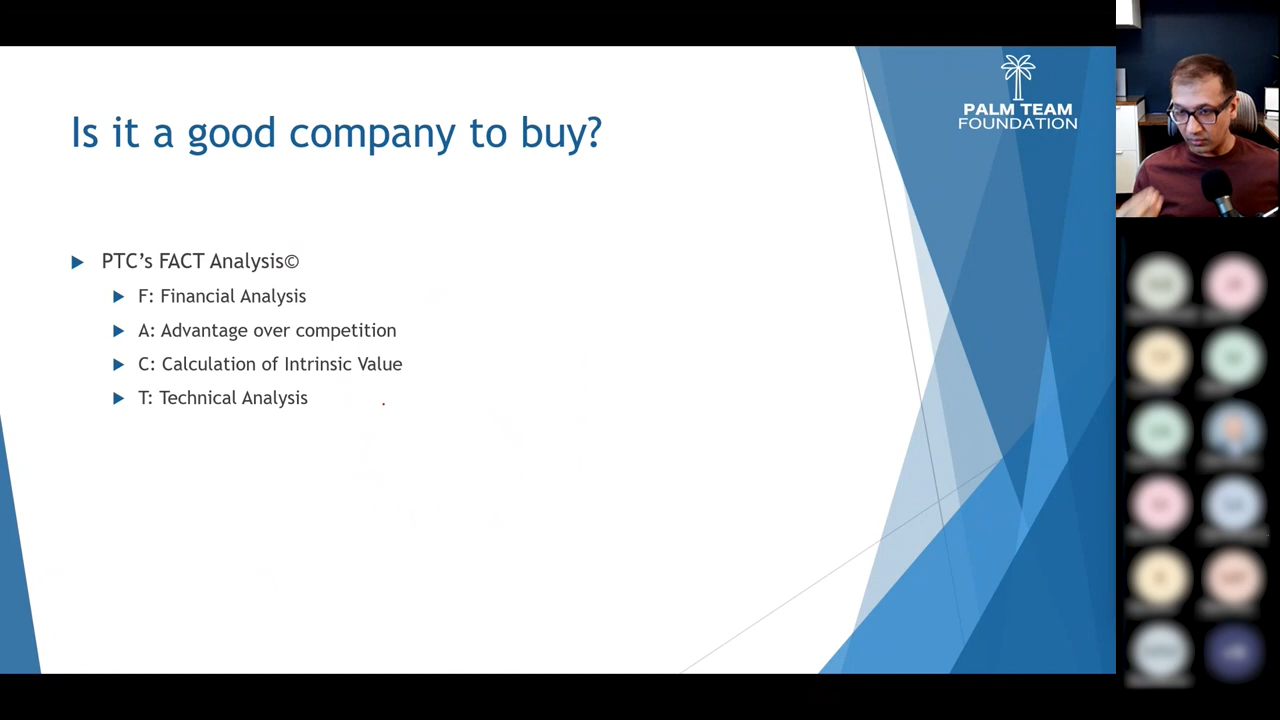 PALM TEAM
FOUNDATION
Is it a good company to buy?
PTC's FACT Analysis©
F: Financial Analysis
A: Advantage over competition
C: Calculation of Intrinsic Value
T: Technical Analysis